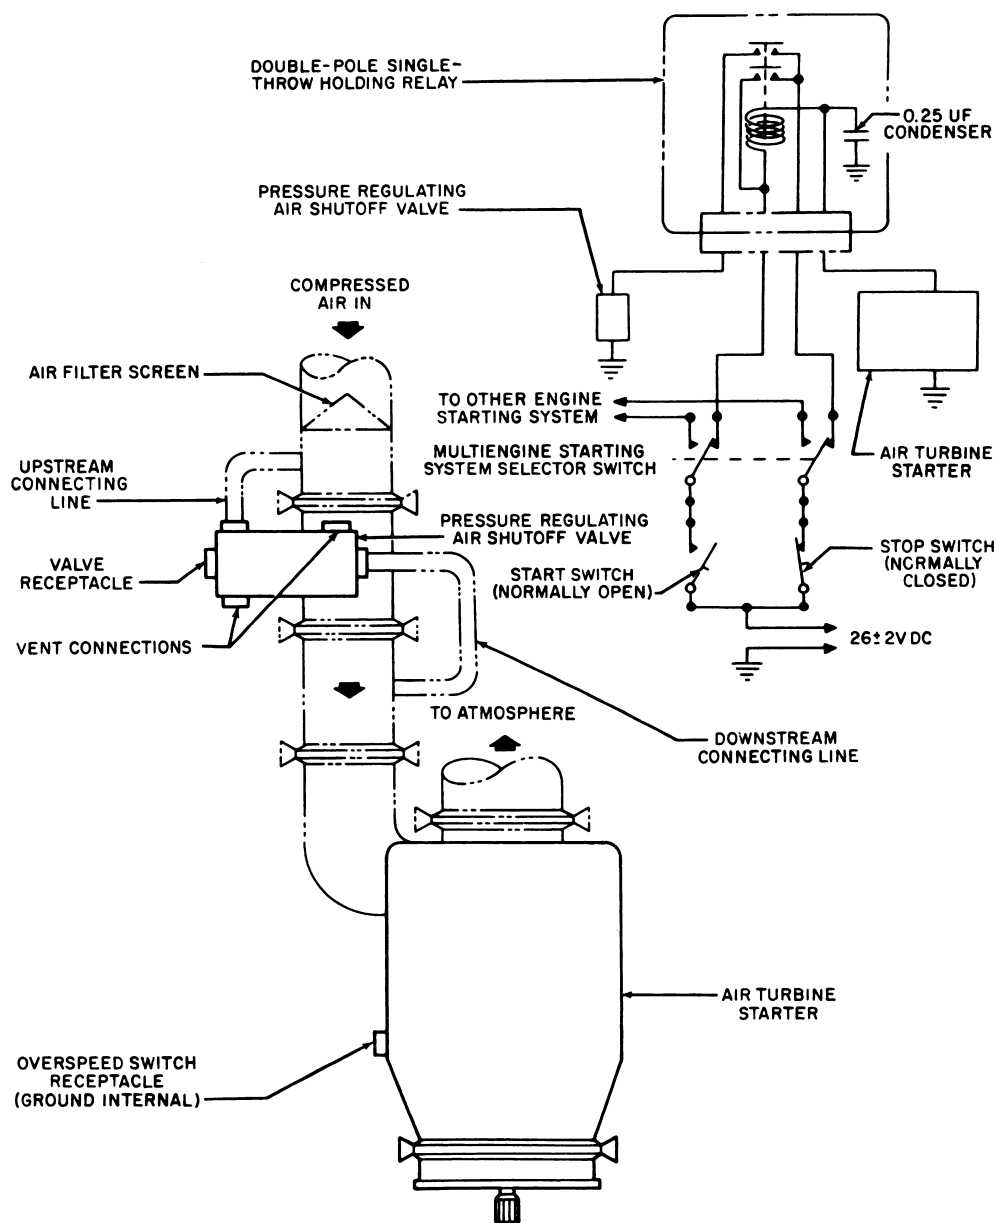 DOUBLE-POLE SINGLE-
THROW HOLDING RELAY
0.25 UF
CONDENSER
PRESSURE REGULATING
AIR SHUTOFF VALVE
COMPRESSED
AIR IN
AIR FILTER SCREEN
TO OTHER ENGINE
STARTING SYSTEM
AIR TURBINE
STARTER
MULTIENGINE STARTING
SYSTEM SELECTOR SWITCH
UPSTREAM
CONNECTING
LINE
PRESSURE REGULATING
AIR SHUTOFF VALVE
STOP SWITCH
(NORMALLY
CLOSED)
VALVE
RECEPTACLE
START SWITCH
(NORMALLY OPEN)
VENT CONNECTIONS
26±2V DC
TO ATMOSPHERE
DOWNSTREAM
CONNECTING LINE
AIR TURBINE
STARTER
OVERSPEED SWITCH
RECEPTACLE
(GROUND INTERNAL)